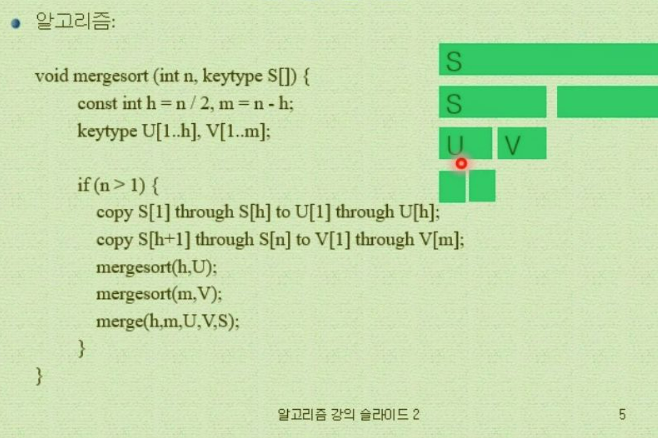 알고리즘:
void mergesort (int n, keytype S[]) {
const int h = n / 2, m = n - h;
keytype U[1..h], V[1..m];
if (n > 1) {
copy S[1] through S[h] to U[1] through U[h];
copy S[h+1] through S[n] to V[1] through V[m];
mergesort(h,U);
mergesort(m,V);
merge(h,m,U,V,S);
}
}
S
S
U V
알고리즘 강의 슬라이드 2
5